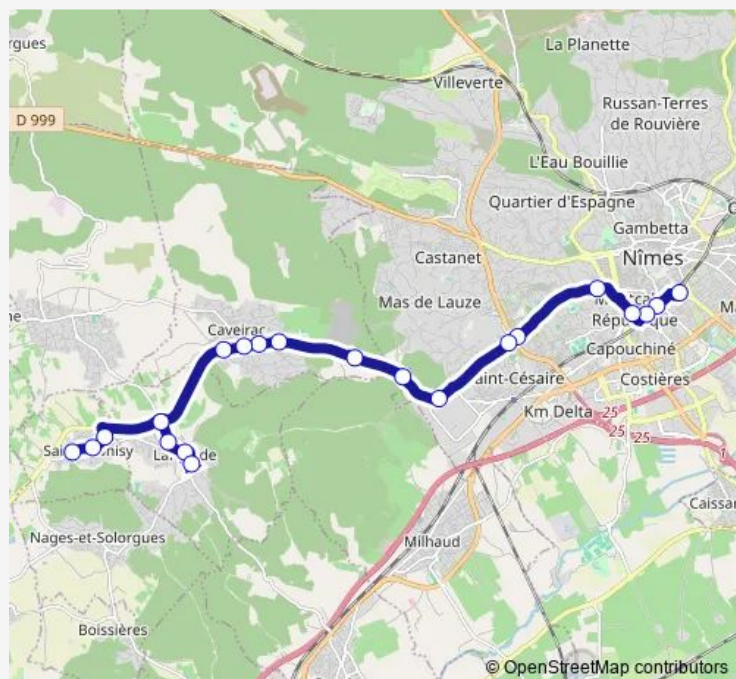 La Planette
rgues
Villeverte
Russan-Terres
de Rouvière
D 999
L'Eau Bouillie
Quartier d'Espagne
Gambetta
Castanet
Nîmes
Mas de Lauze
Caveirac
Capouchiné
Saint-Césaire
Costières
Km Delta
25
25
25
1
Caissar
Nages-et-Solorgues
Milhaud
Boissières
© OpenStreetMap contributors